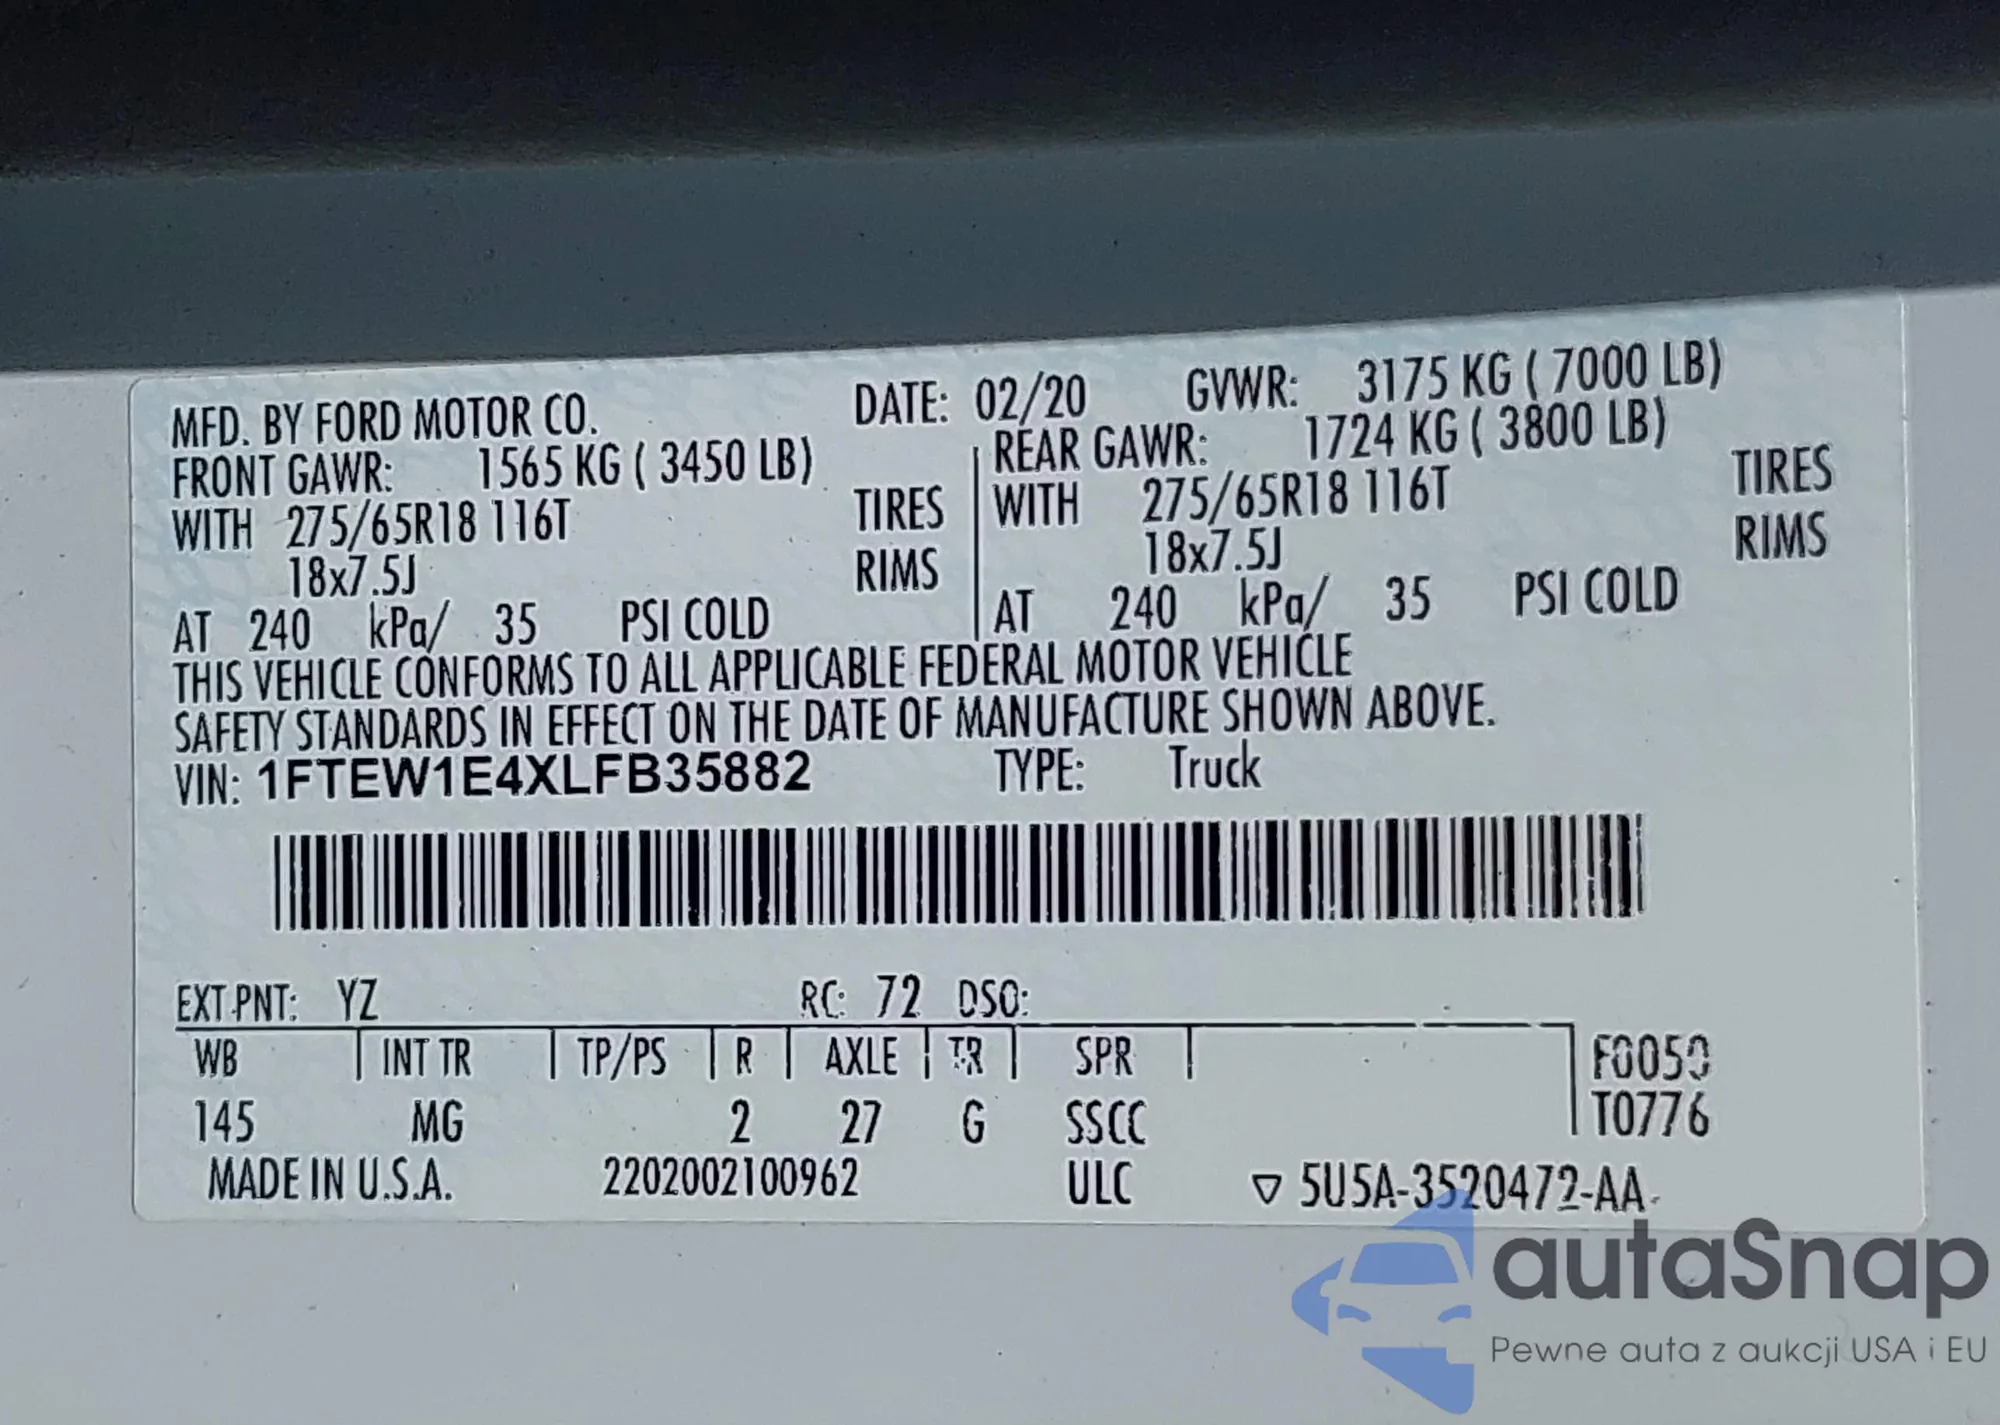 MFD. BY FORD MOTOR CO. DATE: 02/20 GVWR: 3175 KG ( 7000 LB)
FRONT GAWR: 1565 KG ( 3450 LB) REAR GAWR: 1724 KG ( 3800 LB)
WITH 275/65R18 116T TIRES WITH 275/65R18 116T TIRES
18x7.5J RIMS 18x7.5J RIMS
AT 240 kPa/ 35 PSI COLD AT 240 kPa/ 35 PSI COLD
THIS VEHICLE CONFORMS TO ALL APPLICABLE FEDERAL MOTOR VEHICLE
SAFETY STANDARDS IN EFFECT ON THE DATE OF MANUFACTURE SHOWN ABOVE.
VIN: 1FTEW1E4XLFB35882 TYPE: Truck
EXT PNT: YZ RC: 72 DSO:
WB INT TR TP/PS R AXLE TR SPR F0050
145 MG 2 27 G SSCC T0776
MADE IN U.S.A. 2202002100962 ULC ▽ 5U5A-3520472-AA
autaSnap
Pewne auta z aukcji USA i EU